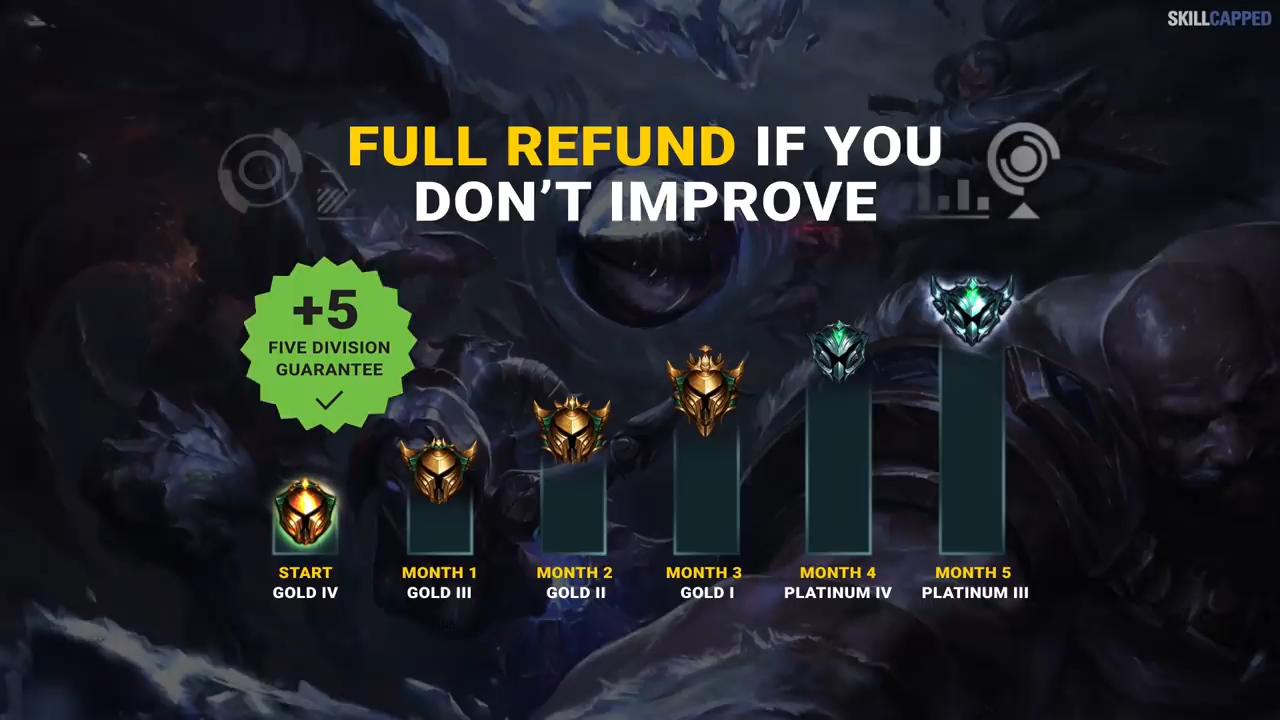 SKILLCAPPED
FULL REFUND IF YOU
DON'T IMPROVE
+5
FIVE DIVISION
GUARANTEE
START
GOLD IV
MONTH 1
GOLD III
MONTH 2
GOLD II
MONTH 3
GOLD I
MONTH 4
PLATINUM IV
MONTH 5
PLATINUM III